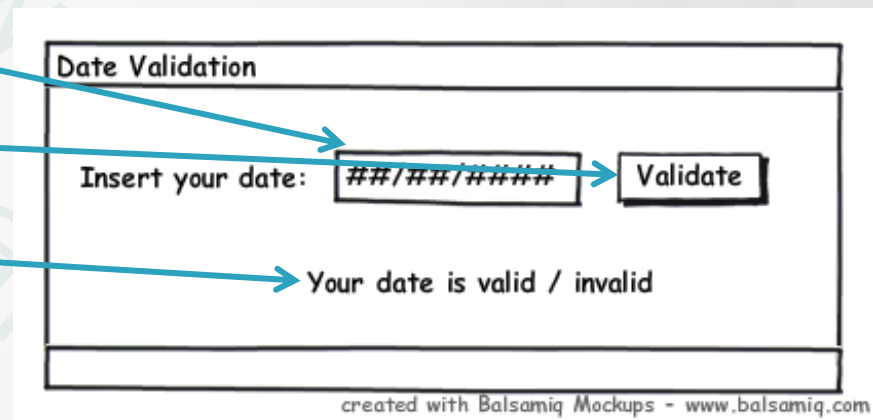 Date Validation
Insert your date: ##/##/#### Validate
Your date is valid / invalid
created with Balsamiq Mockups - www.balsamiq.com